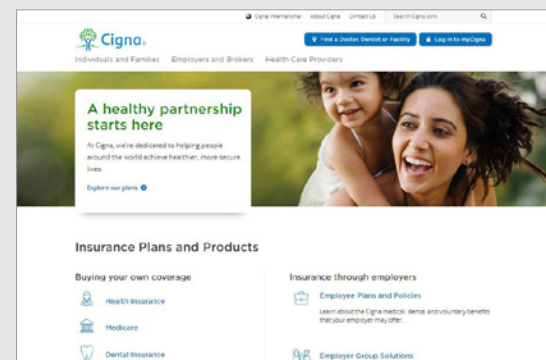 Cigna International About Cigna Contact Us Search Cigna.com
Cigna.
Find a Doctor, Dentist or Facility Log in to myCigna
Individuals and Families Employers and Brokers Health Care Providers
A healthy partnership
starts here
At Cigna, we're dedicated to helping people
around the world achieve healthier, more secure
lives.
Explore our plans
Insurance Plans and Products
Buying your own coverage
Health Insurance
Medicare
Dental Insurance
Insurance through employers
Employee Plans and Policies
Learn about the Cigna medical, dental and voluntary benefits
that your employer may offer.
Employer Group Solutions